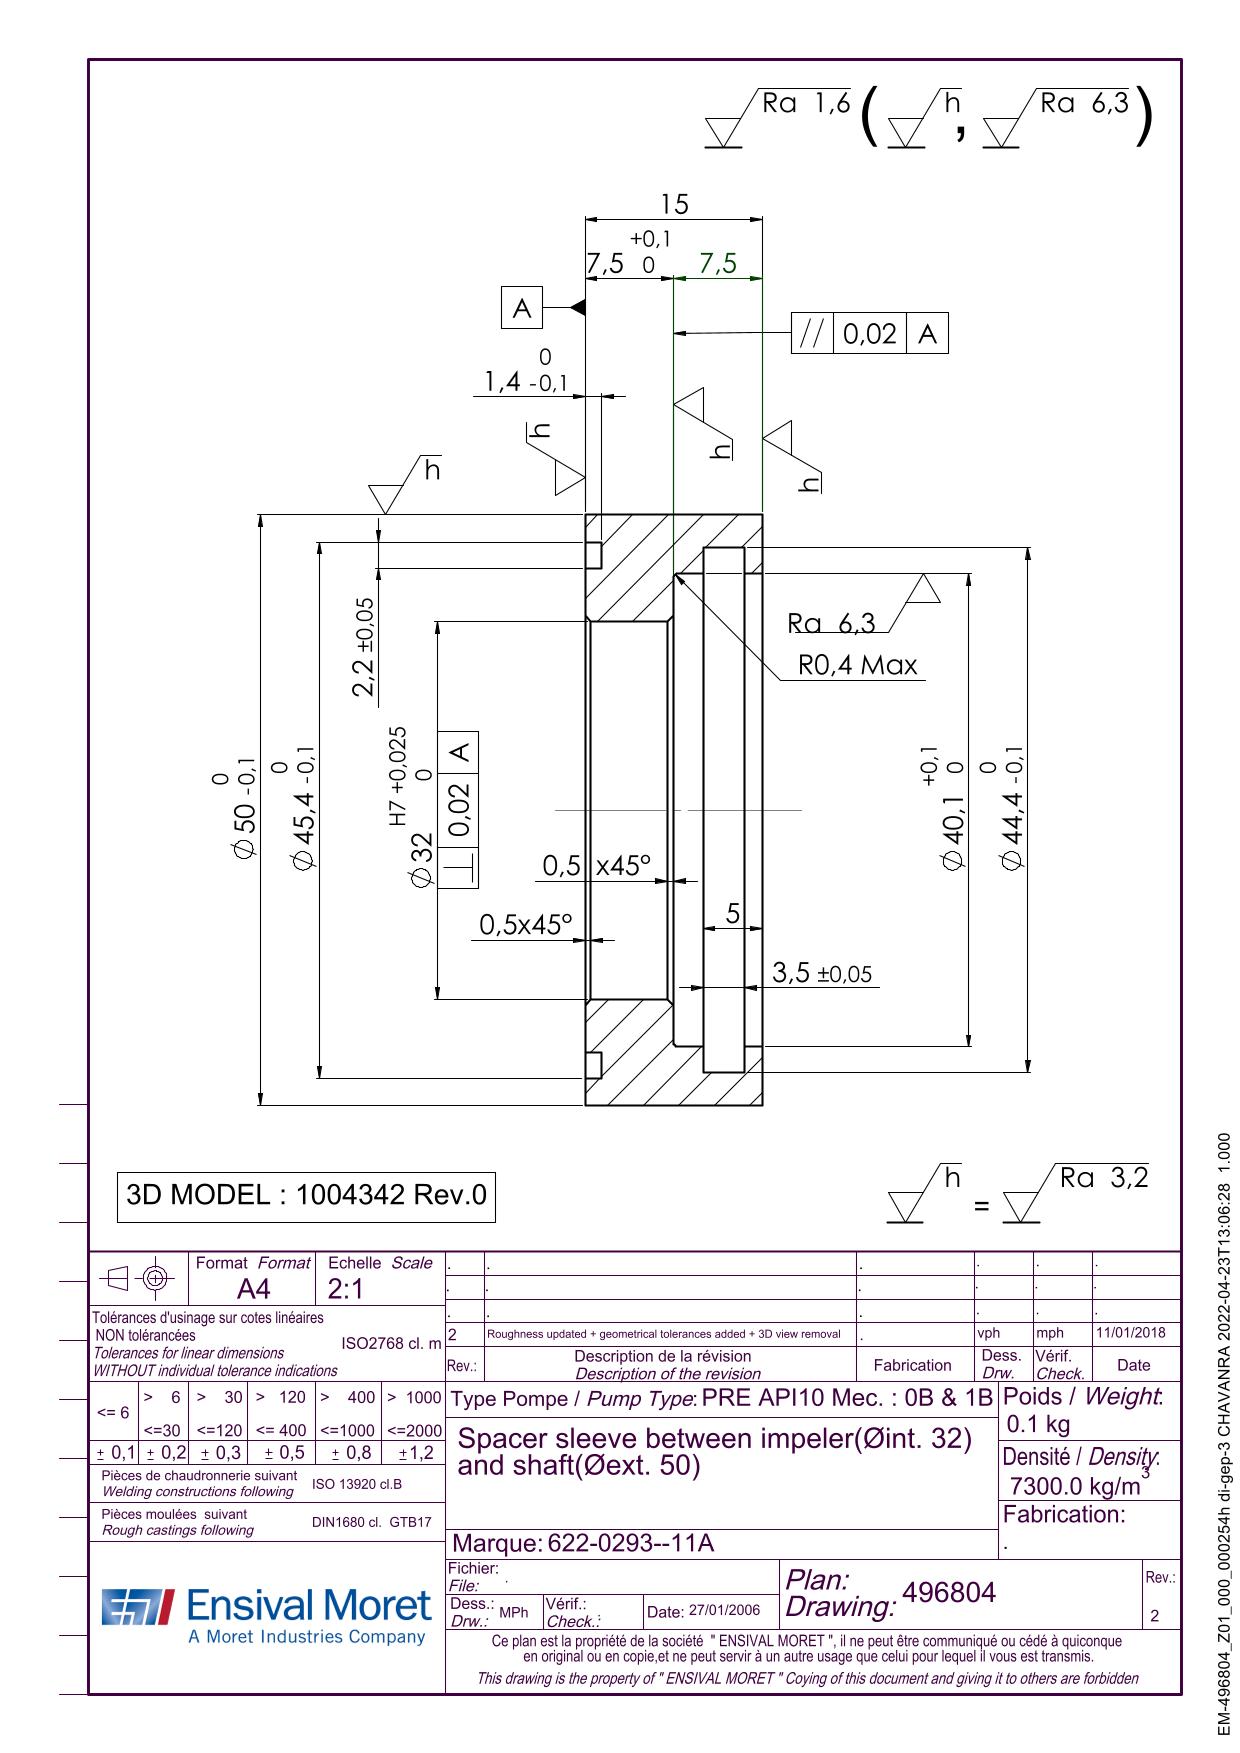 Ra 1,6 ( h , Ra 6,3 )
15
+0,1
7,5 0 7,5
A
// 0,02 A
0
1,4 -0,1
h
h
h
h
2,2 ±0,05
Ra 6,3
R0,4 Max
0
Ø50 -0,1
0
Ø45,4 -0,1
H7 +0,025
Ø32 0
⊥ 0,02 A
+0,1
Ø40,1 0
0
Ø44,4 -0,1
0,5 x45°
0,5x45°
5
3,5 ±0,05
3D MODEL : 1004342 Rev.0
h = Ra 3,2
Format Format
A4
Echelle Scale
2:1
Tolérances d'usinage sur cotes linéaires
NON tolérancées
Tolerances for linear dimensions
WITHOUT individual tolerance indications
ISO2768 cl. m
<= 6
> 6 > 30 > 120 > 400 > 1000
<=30 <=120 <= 400 <=1000 <=2000
± 0,1 ± 0,2 ± 0,3 ± 0,5 ± 0,8 ±1,2
Pièces de chaudronnerie suivant
Welding constructions following
ISO 13920 cl.B
Pièces moulées suivant
Rough castings following
DIN1680 cl. GTB17
Ensival Moret
A Moret Industries Company
. . . . . .
. . . . . .
. . . . . .
2 Roughness updated + geometrical tolerances added + 3D view removal . vph mph 11/01/2018
Rev.:
Description de la révision
Description of the revision
Fabrication
Dess.
Drw.
Vérif.
Check.
Date
Type Pompe / Pump Type: PRE API10 Mec. : 0B & 1B
Poids / Weight:
0.1 kg
Spacer sleeve between impeler(Øint. 32)
and shaft(Øext. 50)
Densité / Density:
7300.0 kg/m3
Fabrication:
.
Marque: 622-0293--11A
Fichier:
File: .
Dess.:
Drw.: MPh
Vérif.:
Check.: :
Date: 27/01/2006
Plan:
Drawing: 496804
Rev.:
2
Ce plan est la propriété de la société " ENSIVAL MORET ", il ne peut être communiqué ou cédé à quiconque
en original ou en copie,et ne peut servir à un autre usage que celui pour lequel il vous est transmis.
This drawing is the property of " ENSIVAL MORET " Coying of this document and giving it to others are forbidden
EM-496804_Z01_000_000254h di-gep-3 CHAVANRA 2022-04-23T13:06:28 1.000